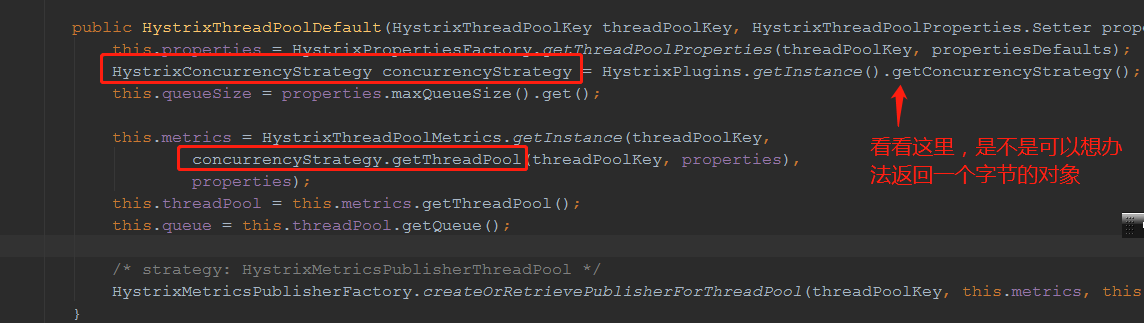 public HystrixThreadPoolDefault(HystrixThreadPoolKey threadPoolKey, HystrixThreadPoolProperties.Setter prop
this.properties = HystrixPropertiesFactory.getThreadPoolProperties(threadPoolKey, propertiesDefaults);
HystrixConcurrencyStrategy concurrencyStrategy = HystrixPlugins.getInstance().getConcurrencyStrategy();
this.queueSize = properties.maxQueueSize().get();
this.metrics = HystrixThreadPoolMetrics.getInstance(threadPoolKey,
concurrencyStrategy.getThreadPool(threadPoolKey, properties),
properties);
看看这里，是不是可以想办
法返回一个字节的对象
this.threadPool = this.metrics.getThreadPool();
this.queue = this.threadPool.getQueue();
/* strategy: HystrixMetricsPublisherThreadPool */
HystrixMetricsPublisherFactory.createOrRetrievePublisherForThreadPool(threadPoolKey, this.metrics, this
}